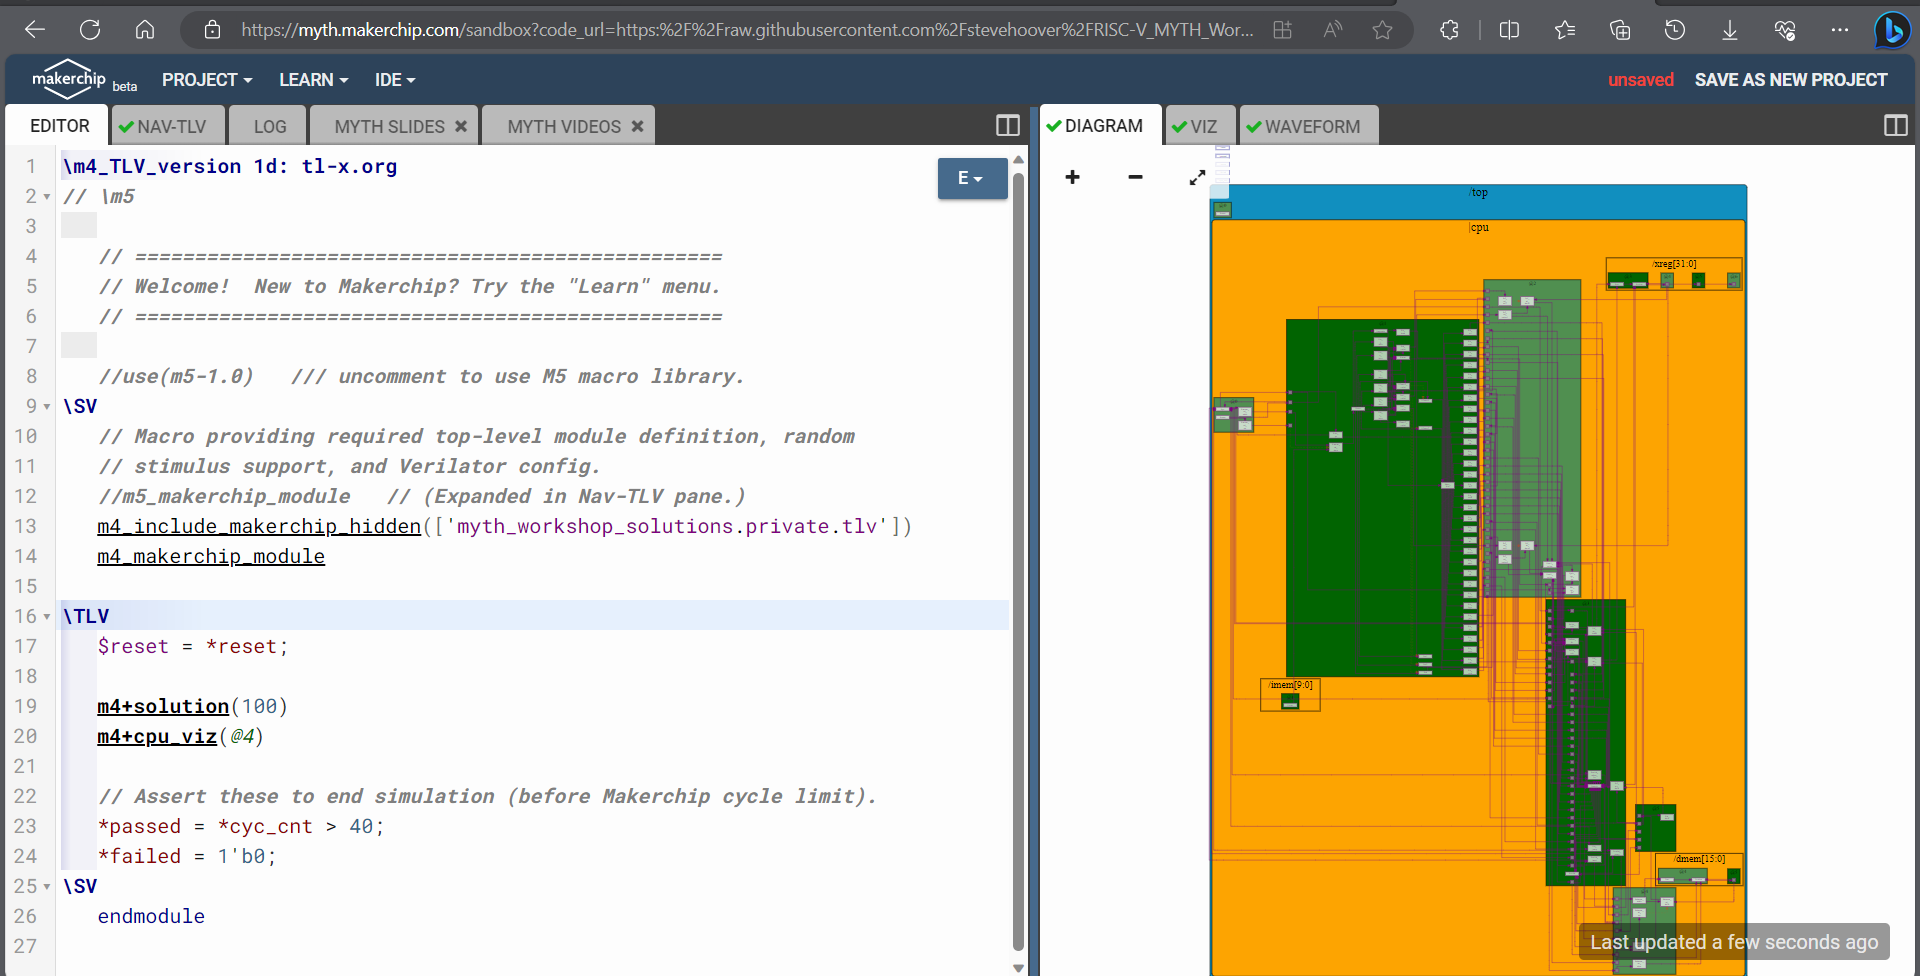 https://myth.makerchip.com/sandbox?code_url=https:%2F%2Fraw.githubusercontent.com%2Fstevehoover%2FRISC-V_MYTH_Wor...
makerchip beta PROJECT LEARN IDE unsaved SAVE AS NEW PROJECT
EDITOR NAV-TLV LOG MYTH SLIDES MYTH VIDEOS
1 \m4_TLV_version 1d: tl-x.org
2 // \m5
3
4 // =================================================
5 // Welcome!  New to Makerchip? Try the "Learn" menu.
6 // =================================================
7
8 //use(m5-1.0)   /// uncomment to use M5 macro library.
9 \SV
10 // Macro providing required top-level module definition, random
11 // stimulus support, and Verilator config.
12 //m5_makerchip_module   // (Expanded in Nav-TLV pane.)
13 m4_include_makerchip_hidden(['myth_workshop_solutions.private.tlv'])
14 m4_makerchip_module
15
16 \TLV
17 $reset = *reset;
18
19 m4+solution(100)
20 m4+cpu_viz(@4)
21
22 // Assert these to end simulation (before Makerchip cycle limit).
23 *passed = *cyc_cnt > 40;
24 *failed = 1'b0;
25 \SV
26 endmodule
27
E
DIAGRAM VIZ WAVEFORM
/top
|cpu
/xreg[31:0]
/imem[9:0]
/dmem[15:0]
Last updated a few seconds ago